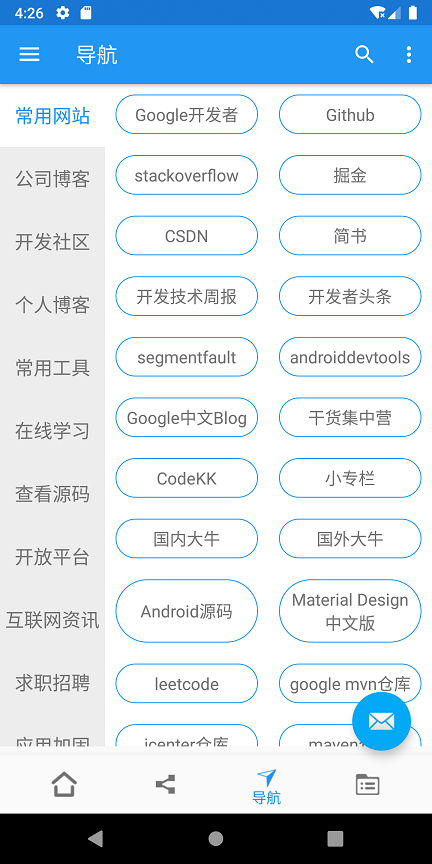 4:26
导航
常用网站
公司博客
开发社区
个人博客
常用工具
在线学习
查看源码
开放平台
互联网资讯
求职招聘
应用加固
Google开发者
Github
stackoverflow
掘金
CSDN
简书
开发技术周报
开发者头条
segmentfault
androiddevtools
Google中文Blog
干货集中营
CodeKK
小专栏
国内大牛
国外大牛
Android源码
Material Design
中文版
leetcode
google mvn仓库
jcenter仓库
maven
导航